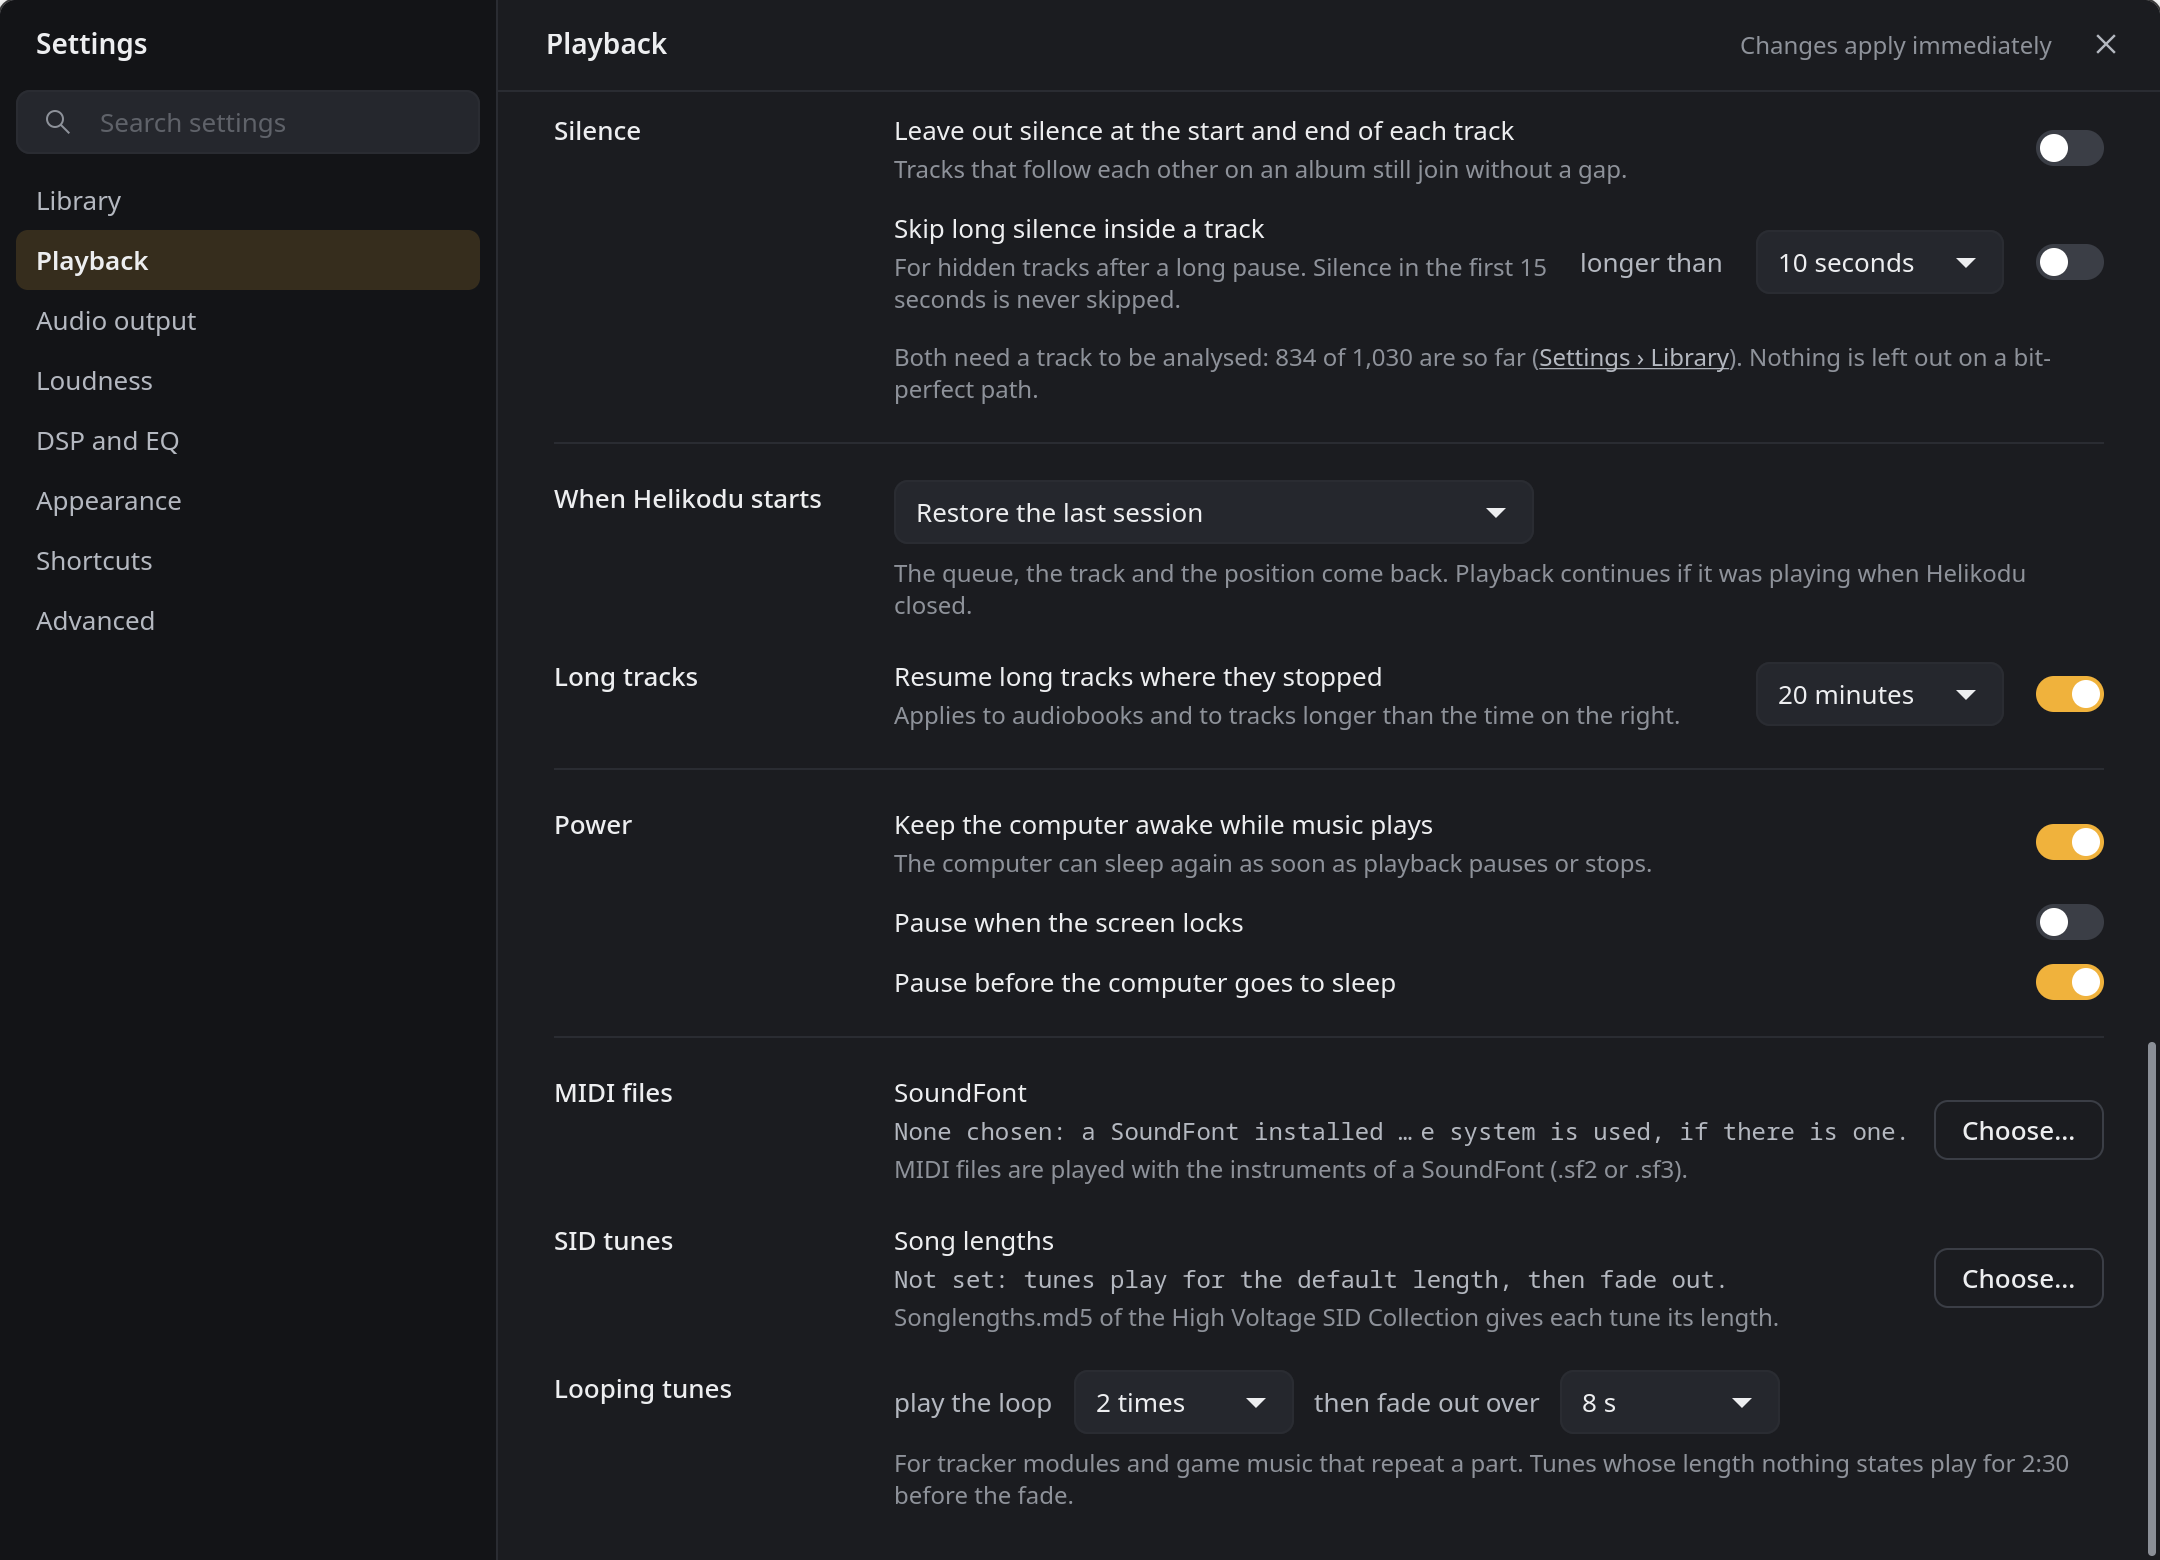 Settings
Search settings
Library
Playback
Audio output
Loudness
DSP and EQ
Appearance
Shortcuts
Advanced
Playback
Changes apply immediately
Silence
Leave out silence at the start and end of each track
Tracks that follow each other on an album still join without a gap.
Skip long silence inside a track
For hidden tracks after a long pause. Silence in the first 15
seconds is never skipped.
longer than
10 seconds
Both need a track to be analysed: 834 of 1,030 are so far (Settings › Library). Nothing is left out on a bit-
perfect path.
When Helikodu starts
Restore the last session
The queue, the track and the position come back. Playback continues if it was playing when Helikodu
closed.
Long tracks
Resume long tracks where they stopped
Applies to audiobooks and to tracks longer than the time on the right.
20 minutes
Power
Keep the computer awake while music plays
The computer can sleep again as soon as playback pauses or stops.
Pause when the screen locks
Pause before the computer goes to sleep
MIDI files
SoundFont
None chosen: a SoundFont installed … e system is used, if there is one.
MIDI files are played with the instruments of a SoundFont (.sf2 or .sf3).
Choose...
SID tunes
Song lengths
Not set: tunes play for the default length, then fade out.
Songlengths.md5 of the High Voltage SID Collection gives each tune its length.
Choose...
Looping tunes
play the loop 2 times then fade out over 8 s
For tracker modules and game music that repeat a part. Tunes whose length nothing states play for 2:30
before the fade.